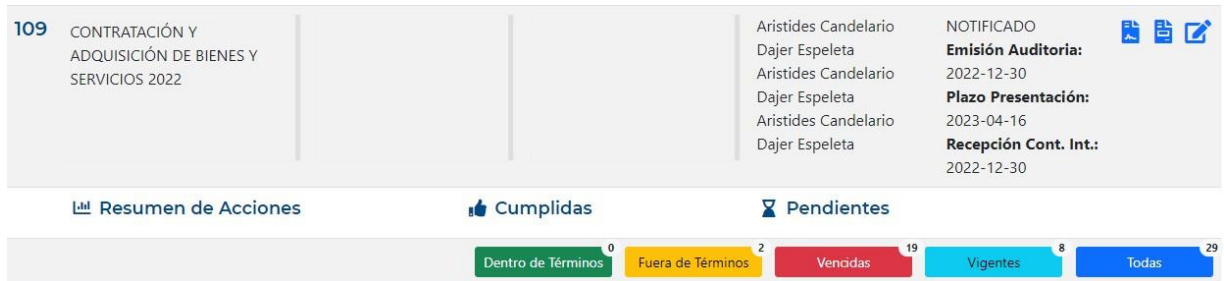 109
CONTRATACIÓN Y
ADQUISICIÓN DE BIENES Y
SERVICIOS 2022
Aristides Candelario
Dajer Espeleta
Aristides Candelario
Dajer Espeleta
Aristides Candelario
Dajer Espeleta
NOTIFICADO
Emisión Auditoria:
2022-12-30
Plazo Presentación:
2023-04-16
Recepción Cont. Int.:
2022-12-30
Resumen de Acciones
Cumplidas
Pendientes
Dentro de Términos 0
Fuera de Términos 2
Vencidas 19
Vigentes 8
Todas 29